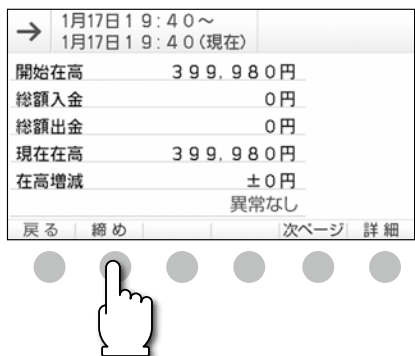 → 1月17日19:40～
1月17日19:40(現在)
開始在高 399,980円
総額入金 0円
総額出金 0円
現在在高 399,980円
在高増減 ±0円
異常なし
戻る 締め 次ページ 詳細